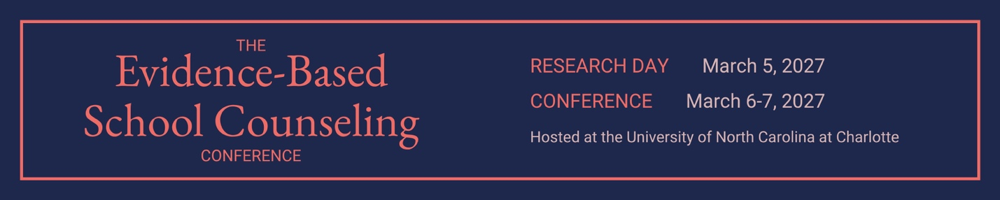 THE
Evidence-Based
School Counseling
CONFERENCE
RESEARCH DAY March 5, 2027
CONFERENCE March 6-7, 2027
Hosted at the University of North Carolina at Charlotte